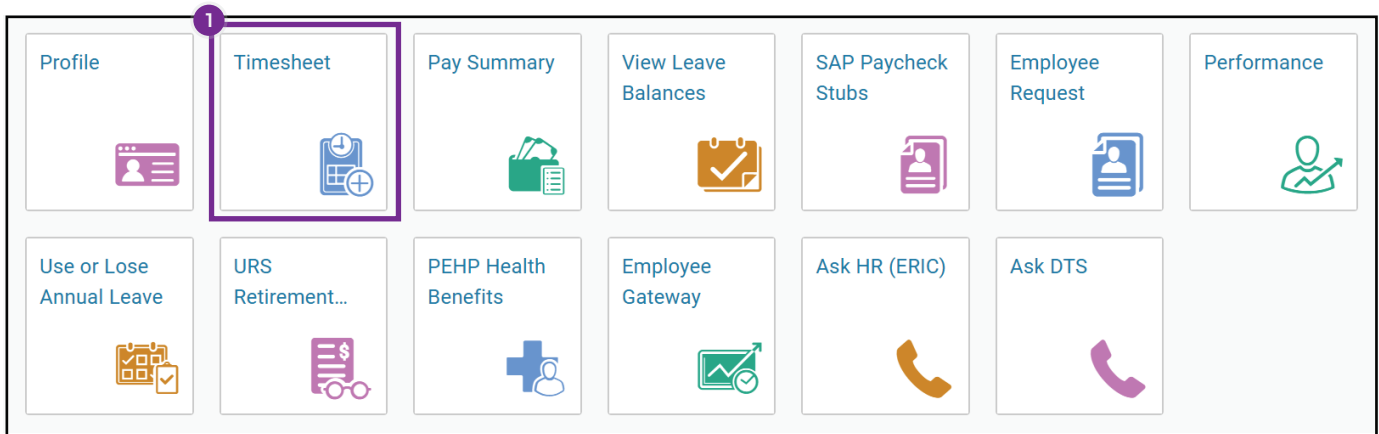 1
Profile
Timesheet
Pay Summary
View Leave
Balances
SAP Paycheck
Stubs
Employee
Request
Performance
Use or Lose
Annual Leave
URS
Retirement...
PEHP Health
Benefits
Employee
Gateway
Ask HR (ERIC)
Ask DTS
$